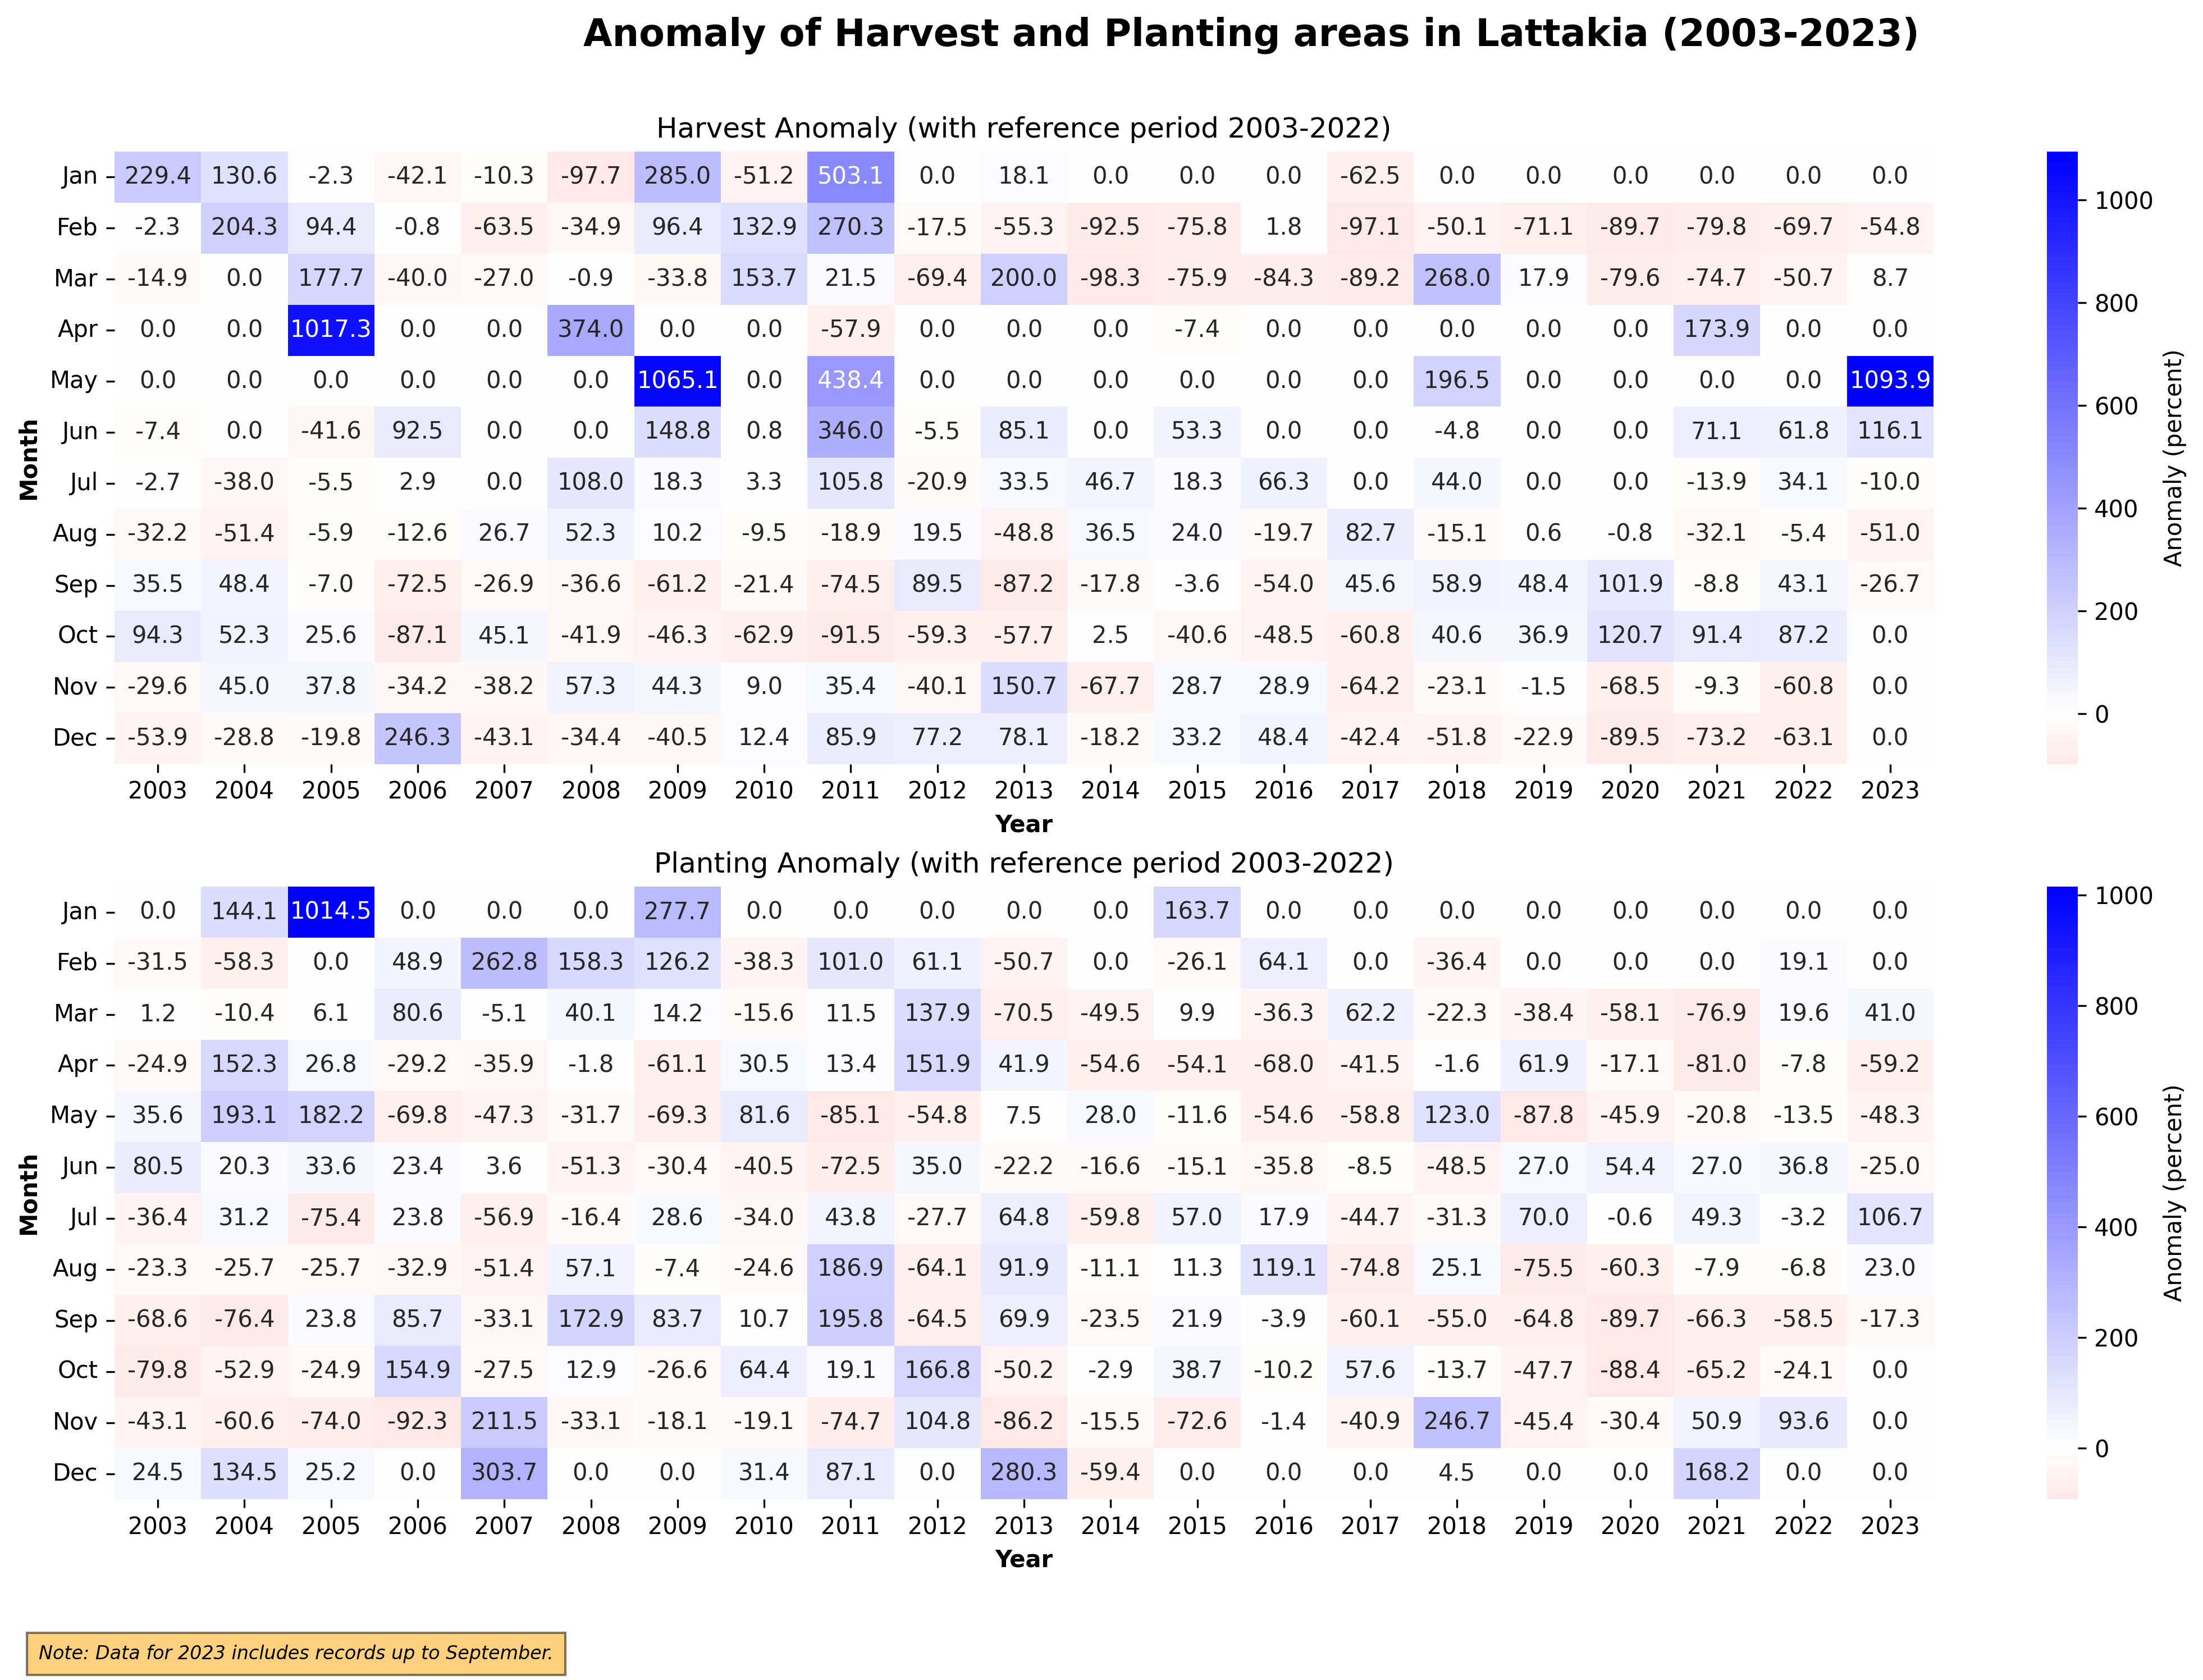 Anomaly of Harvest and Planting areas in Lattakia (2003-2023)
Harvest Anomaly (with reference period 2003-2022)
Jan 229.4 130.6 -2.3 -42.1 -10.3 -97.7 285.0 -51.2 503.1 0.0 18.1 0.0 0.0 0.0 -62.5 0.0 0.0 0.0 0.0 0.0 0.0
Feb -2.3 204.3 94.4 -0.8 -63.5 -34.9 96.4 132.9 270.3 -17.5 -55.3 -92.5 -75.8 1.8 -97.1 -50.1 -71.1 -89.7 -79.8 -69.7 -54.8
Mar -14.9 0.0 177.7 -40.0 -27.0 -0.9 -33.8 153.7 21.5 -69.4 200.0 -98.3 -75.9 -84.3 -89.2 268.0 17.9 -79.6 -74.7 -50.7 8.7
Apr 0.0 0.0 1017.3 0.0 0.0 374.0 0.0 0.0 -57.9 0.0 0.0 0.0 -7.4 0.0 0.0 0.0 0.0 0.0 173.9 0.0 0.0
May 0.0 0.0 0.0 0.0 0.0 0.0 1065.1 0.0 438.4 0.0 0.0 0.0 0.0 0.0 0.0 196.5 0.0 0.0 0.0 0.0 1093.9
Jun -7.4 0.0 -41.6 92.5 0.0 0.0 148.8 0.8 346.0 -5.5 85.1 0.0 53.3 0.0 0.0 -4.8 0.0 0.0 71.1 61.8 116.1
Jul -2.7 -38.0 -5.5 2.9 0.0 108.0 18.3 3.3 105.8 -20.9 33.5 46.7 18.3 66.3 0.0 44.0 0.0 0.0 -13.9 34.1 -10.0
Aug -32.2 -51.4 -5.9 -12.6 26.7 52.3 10.2 -9.5 -18.9 19.5 -48.8 36.5 24.0 -19.7 82.7 -15.1 0.6 -0.8 -32.1 -5.4 -51.0
Sep 35.5 48.4 -7.0 -72.5 -26.9 -36.6 -61.2 -21.4 -74.5 89.5 -87.2 -17.8 -3.6 -54.0 45.6 58.9 48.4 101.9 -8.8 43.1 -26.7
Oct 94.3 52.3 25.6 -87.1 45.1 -41.9 -46.3 -62.9 -91.5 -59.3 -57.7 2.5 -40.6 -48.5 -60.8 40.6 36.9 120.7 91.4 87.2 0.0
Nov -29.6 45.0 37.8 -34.2 -38.2 57.3 44.3 9.0 35.4 -40.1 150.7 -67.7 28.7 28.9 -64.2 -23.1 -1.5 -68.5 -9.3 -60.8 0.0
Dec -53.9 -28.8 -19.8 246.3 -43.1 -34.4 -40.5 12.4 85.9 77.2 78.1 -18.2 33.2 48.4 -42.4 -51.8 -22.9 -89.5 -73.2 -63.1 0.0
2003 2004 2005 2006 2007 2008 2009 2010 2011 2012 2013 2014 2015 2016 2017 2018 2019 2020 2021 2022 2023
Year
Month
1000
800
600
400
200
0
Anomaly (percent)
Planting Anomaly (with reference period 2003-2022)
Jan 0.0 144.1 1014.5 0.0 0.0 0.0 277.7 0.0 0.0 0.0 0.0 0.0 163.7 0.0 0.0 0.0 0.0 0.0 0.0 0.0 0.0
Feb -31.5 -58.3 0.0 48.9 262.8 158.3 126.2 -38.3 101.0 61.1 -50.7 0.0 -26.1 64.1 0.0 -36.4 0.0 0.0 0.0 19.1 0.0
Mar 1.2 -10.4 6.1 80.6 -5.1 40.1 14.2 -15.6 11.5 137.9 -70.5 -49.5 9.9 -36.3 62.2 -22.3 -38.4 -58.1 -76.9 19.6 41.0
Apr -24.9 152.3 26.8 -29.2 -35.9 -1.8 -61.1 30.5 13.4 151.9 41.9 -54.6 -54.1 -68.0 -41.5 -1.6 61.9 -17.1 -81.0 -7.8 -59.2
May 35.6 193.1 182.2 -69.8 -47.3 -31.7 -69.3 81.6 -85.1 -54.8 7.5 28.0 -11.6 -54.6 -58.8 123.0 -87.8 -45.9 -20.8 -13.5 -48.3
Jun 80.5 20.3 33.6 23.4 3.6 -51.3 -30.4 -40.5 -72.5 35.0 -22.2 -16.6 -15.1 -35.8 -8.5 -48.5 27.0 54.4 27.0 36.8 -25.0
Jul -36.4 31.2 -75.4 23.8 -56.9 -16.4 28.6 -34.0 43.8 -27.7 64.8 -59.8 57.0 17.9 -44.7 -31.3 70.0 -0.6 49.3 -3.2 106.7
Aug -23.3 -25.7 -25.7 -32.9 -51.4 57.1 -7.4 -24.6 186.9 -64.1 91.9 -11.1 11.3 119.1 -74.8 25.1 -75.5 -60.3 -7.9 -6.8 23.0
Sep -68.6 -76.4 23.8 85.7 -33.1 172.9 83.7 10.7 195.8 -64.5 69.9 -23.5 21.9 -3.9 -60.1 -55.0 -64.8 -89.7 -66.3 -58.5 -17.3
Oct -79.8 -52.9 -24.9 154.9 -27.5 12.9 -26.6 64.4 19.1 166.8 -50.2 -2.9 38.7 -10.2 57.6 -13.7 -47.7 -88.4 -65.2 -24.1 0.0
Nov -43.1 -60.6 -74.0 -92.3 211.5 -33.1 -18.1 -19.1 -74.7 104.8 -86.2 -15.5 -72.6 -1.4 -40.9 246.7 -45.4 -30.4 50.9 93.6 0.0
Dec 24.5 134.5 25.2 0.0 303.7 0.0 0.0 31.4 87.1 0.0 280.3 -59.4 0.0 0.0 0.0 4.5 0.0 0.0 168.2 0.0 0.0
2003 2004 2005 2006 2007 2008 2009 2010 2011 2012 2013 2014 2015 2016 2017 2018 2019 2020 2021 2022 2023
Year
Month
1000
800
600
400
200
0
Anomaly (percent)
Note: Data for 2023 includes records up to September.